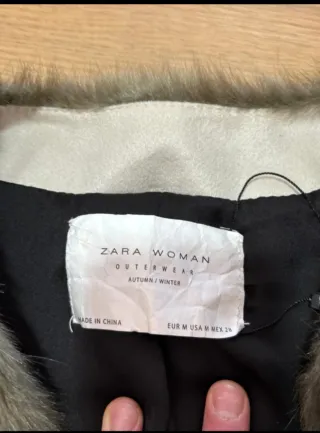 ZARA WOMAN
OUTERWEAR
AUTUMN / WINTER
MADE IN CHINA
EUR M USA M MEX 28